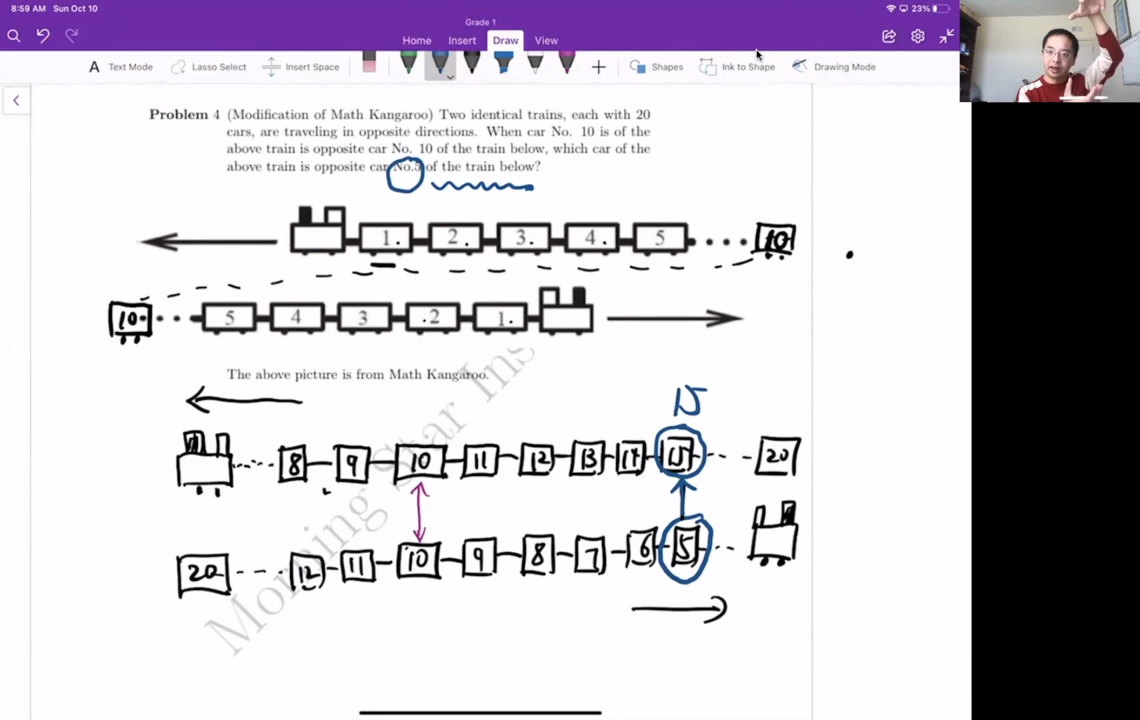 8:59 AM Sun Oct 10
23%
Grade 1
Home Insert Draw View
Text Mode Lasso Select Insert Space Shapes Ink to Shape Drawing Mode
Problem 4 (Modification of Math Kangaroo) Two identical trains, each with 20
cars, are traveling in opposite directions. When car No. 10 is of the
above train is opposite car No. 10 of the train below, which car of the
above train is opposite car No.5 of the train below?
1. 2. 3. 4. 5 10
10 5 4 3 .2 1.
The above picture is from Math Kangaroo.
15
8 9 10 11 12 13 14 15 20
20 12 11 10 9 8 7 6 5
Morning Star Ins